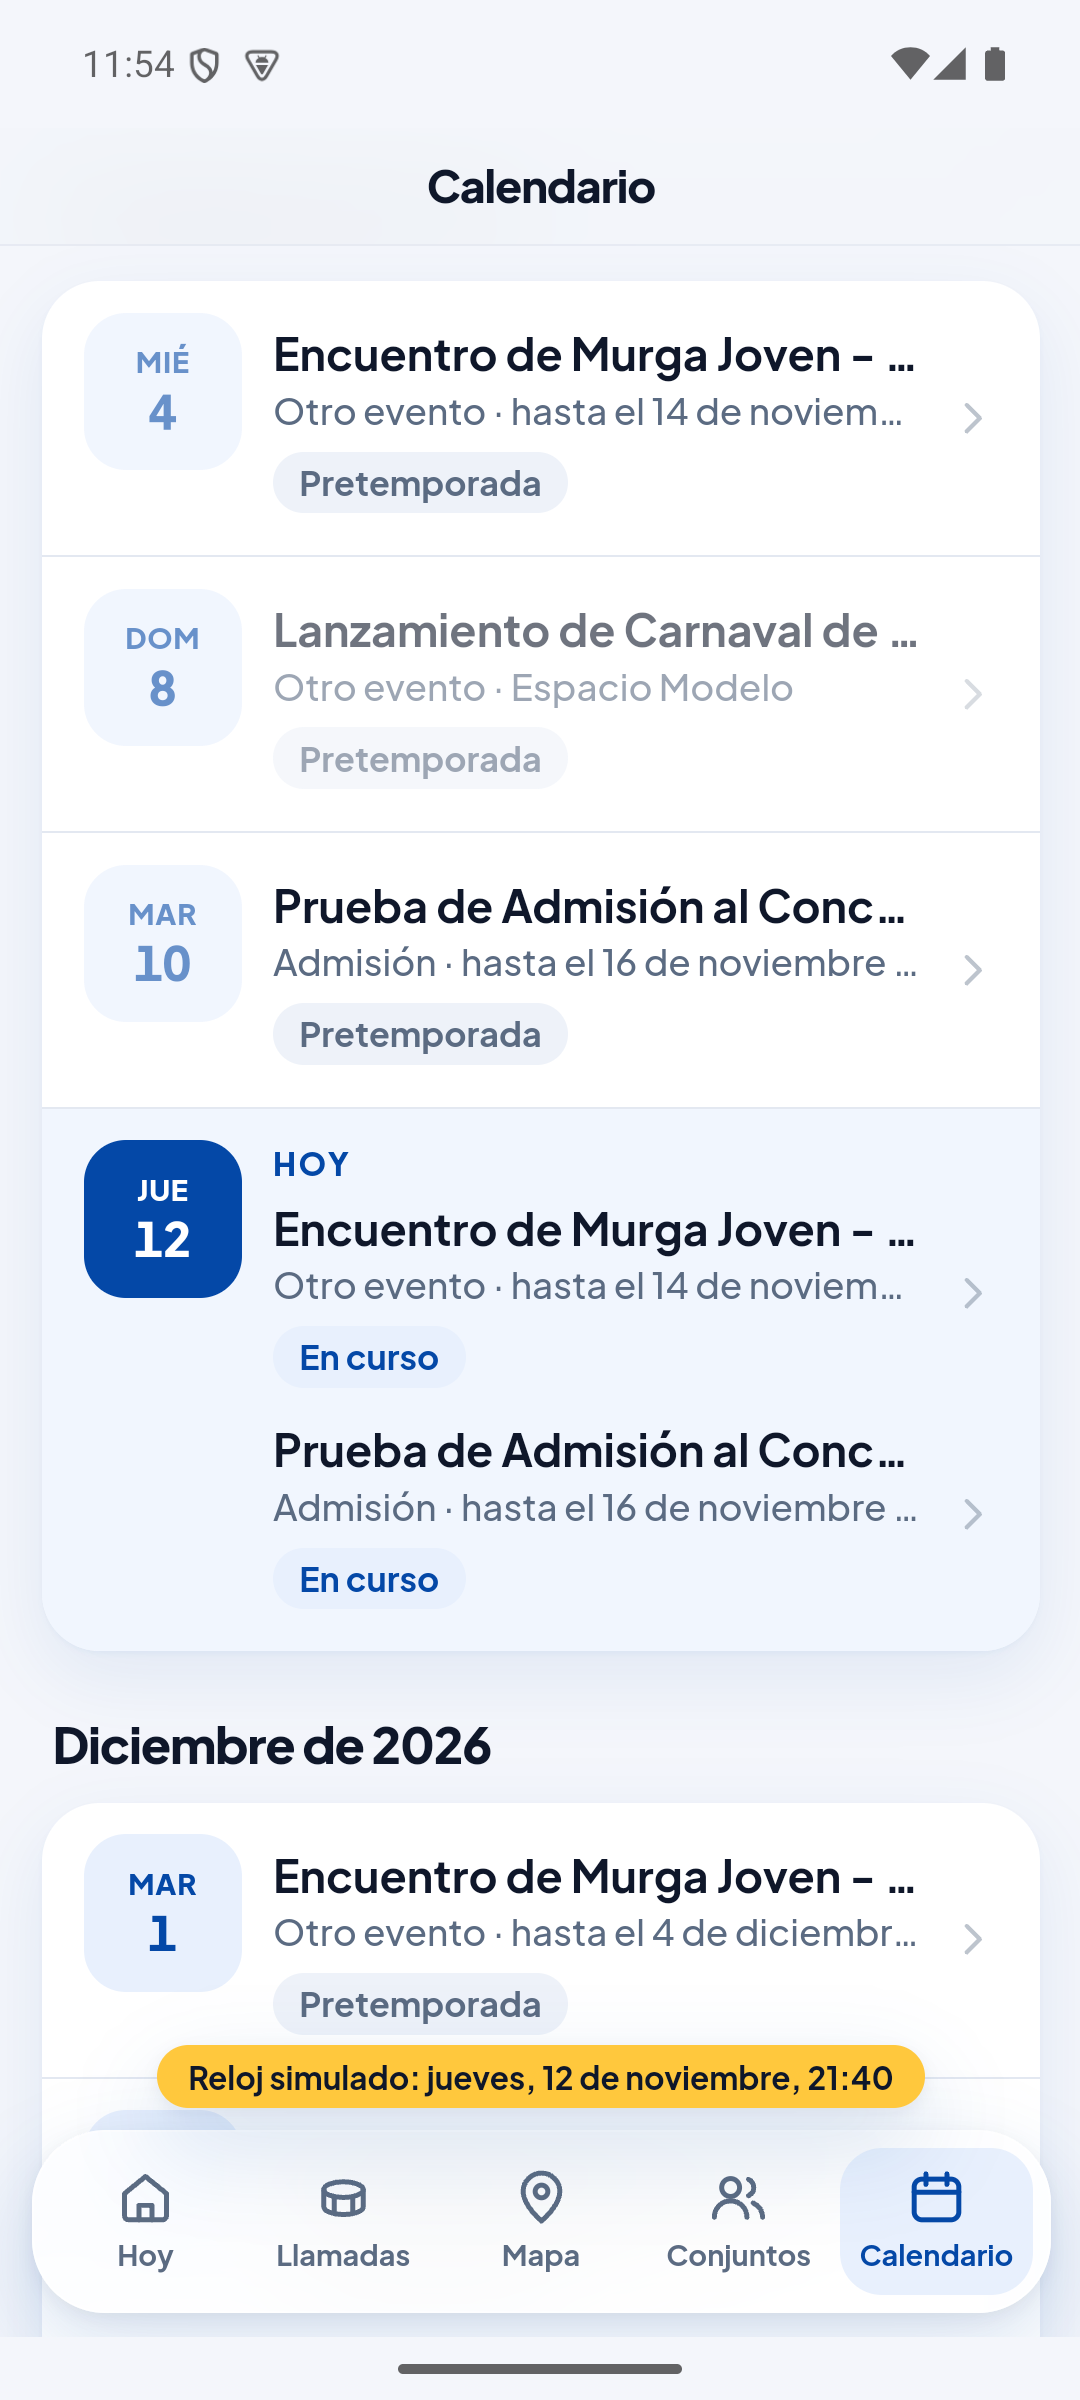 11:54
Calendario
MIÉ
4
Encuentro de Murga Joven - ...
Otro evento · hasta el 14 de noviem...
Pretemporada
DOM
8
Lanzamiento de Carnaval de ...
Otro evento · Espacio Modelo
Pretemporada
MAR
10
Prueba de Admisión al Conc...
Admisión · hasta el 16 de noviembre ...
Pretemporada
JUE
12
HOY
Encuentro de Murga Joven - ...
Otro evento · hasta el 14 de noviem...
En curso
Prueba de Admisión al Conc...
Admisión · hasta el 16 de noviembre ...
En curso
Diciembre de 2026
MAR
1
Encuentro de Murga Joven - ...
Otro evento · hasta el 4 de diciembr...
Pretemporada
Reloj simulado: jueves, 12 de noviembre, 21:40
Hoy
Llamadas
Mapa
Conjuntos
Calendario